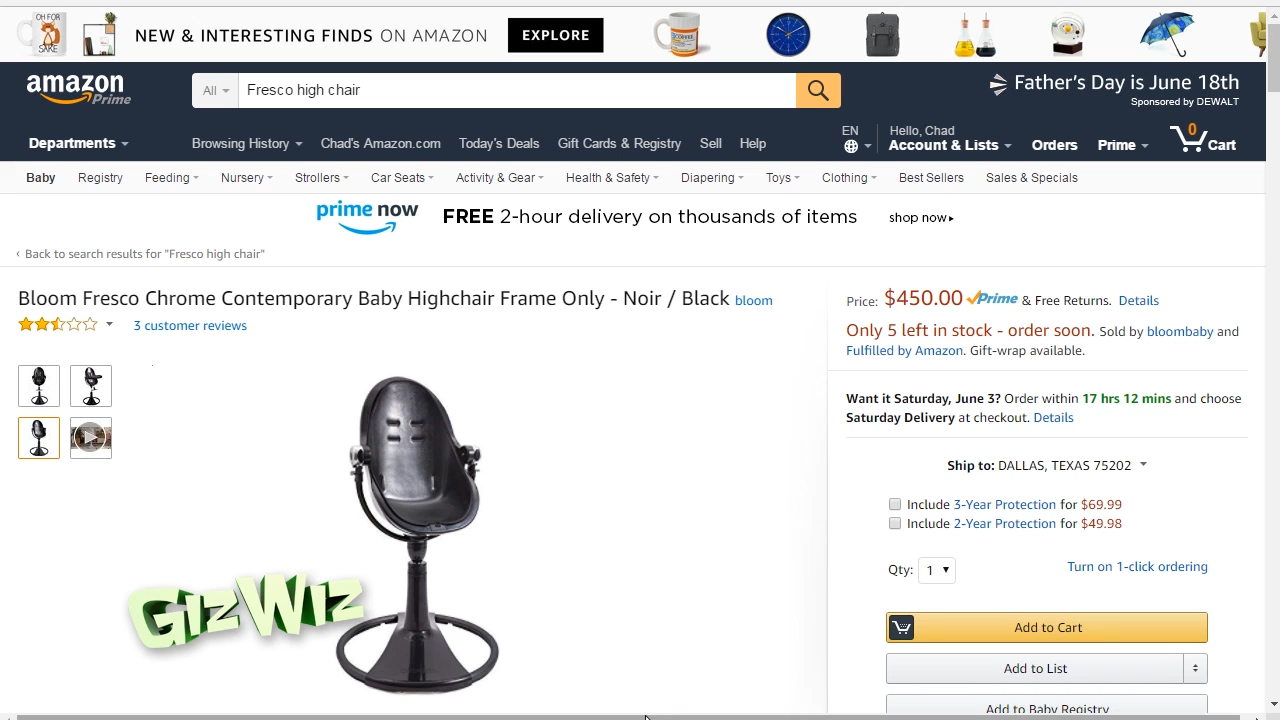 OH FOR
FOX
SAKE
NEW & INTERESTING FINDS ON AMAZON
EXPLORE
COFFEE
amazon
Prime
All
Fresco high chair
Father's Day is June 18th
Sponsored by DEWALT
Departments
Browsing History
Chad's Amazon.com
Today's Deals
Gift Cards & Registry
Sell
Help
EN
Hello, Chad
Account & Lists
Orders
Prime
0
Cart
Baby
Registry
Feeding
Nursery
Strollers
Car Seats
Activity & Gear
Health & Safety
Diapering
Toys
Clothing
Best Sellers
Sales & Specials
prime now
FREE 2-hour delivery on thousands of items
shop now
‹ Back to search results for "Fresco high chair"
Bloom Fresco Chrome Contemporary Baby Highchair Frame Only - Noir / Black bloom
3 customer reviews
Price: $450.00 Prime & Free Returns. Details
Only 5 left in stock - order soon. Sold by bloombaby and
Fulfilled by Amazon. Gift-wrap available.
Want it Saturday, June 3? Order within 17 hrs 12 mins and choose
Saturday Delivery at checkout. Details
Ship to: DALLAS, TEXAS 75202
Include 3-Year Protection for $69.99
Include 2-Year Protection for $49.98
Qty: 1
Turn on 1-click ordering
Add to Cart
Add to List
Add to Baby Registry
GIZWIZ